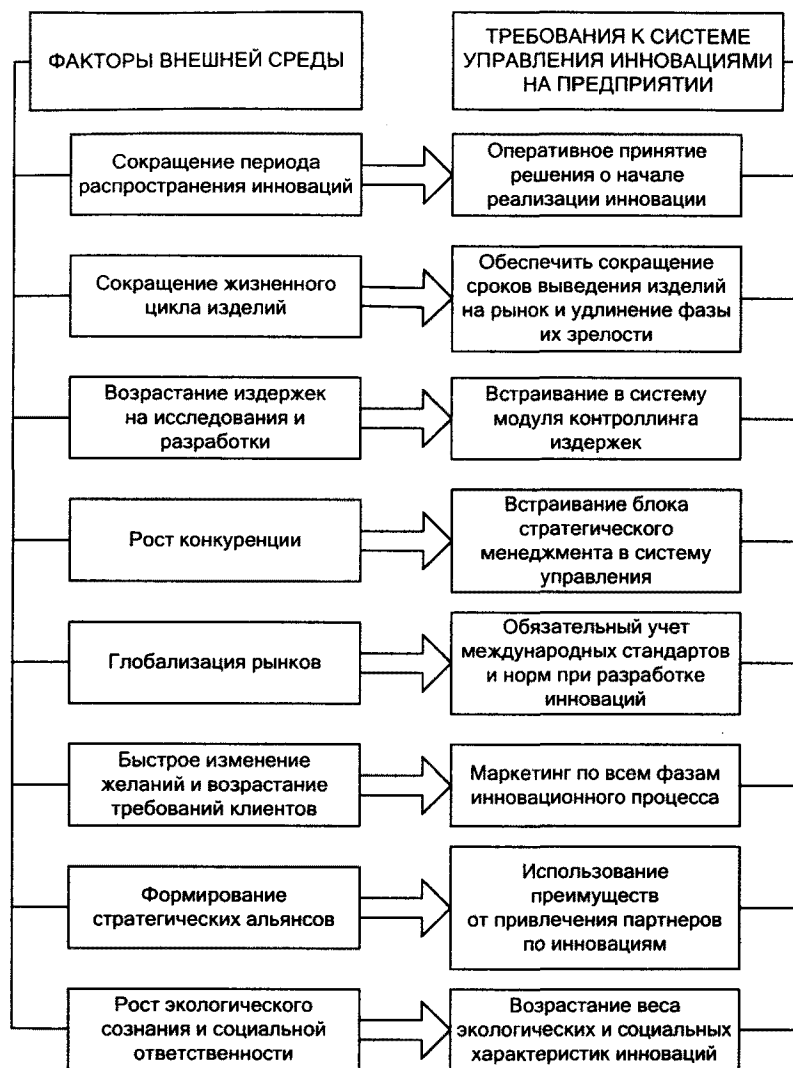 ФАКТОРЫ ВНЕШНЕЙ СРЕДЫ
ТРЕБОВАНИЯ К СИСТЕМЕ
УПРАВЛЕНИЯ ИННОВАЦИЯМИ
НА ПРЕДПРИЯТИИ
Сокращение периода
распространения инноваций
Оперативное принятие
решения о начале
реализации инновации
Сокращение жизненного
цикла изделий
Обеспечить сокращение
сроков выведения изделий
на рынок и удлинение фазы
их зрелости
Возрастание издержек
на исследования и
разработки
Встраивание в систему
модуля контроллинга
издержек
Рост конкуренции
Встраивание блока
стратегического
менеджмента в систему
управления
Глобализация рынков
Обязательный учет
международных стандартов
и норм при разработке
инноваций
Быстрое изменение
желаний и возрастание
требований клиентов
Маркетинг по всем фазам
инновационного процесса
Формирование
стратегических альянсов
Использование
преимуществ
от привлечения партнеров
по инновациям
Рост экологического
сознания и социальной
ответственности
Возрастание веса
экологических и социальных
характеристик инноваций